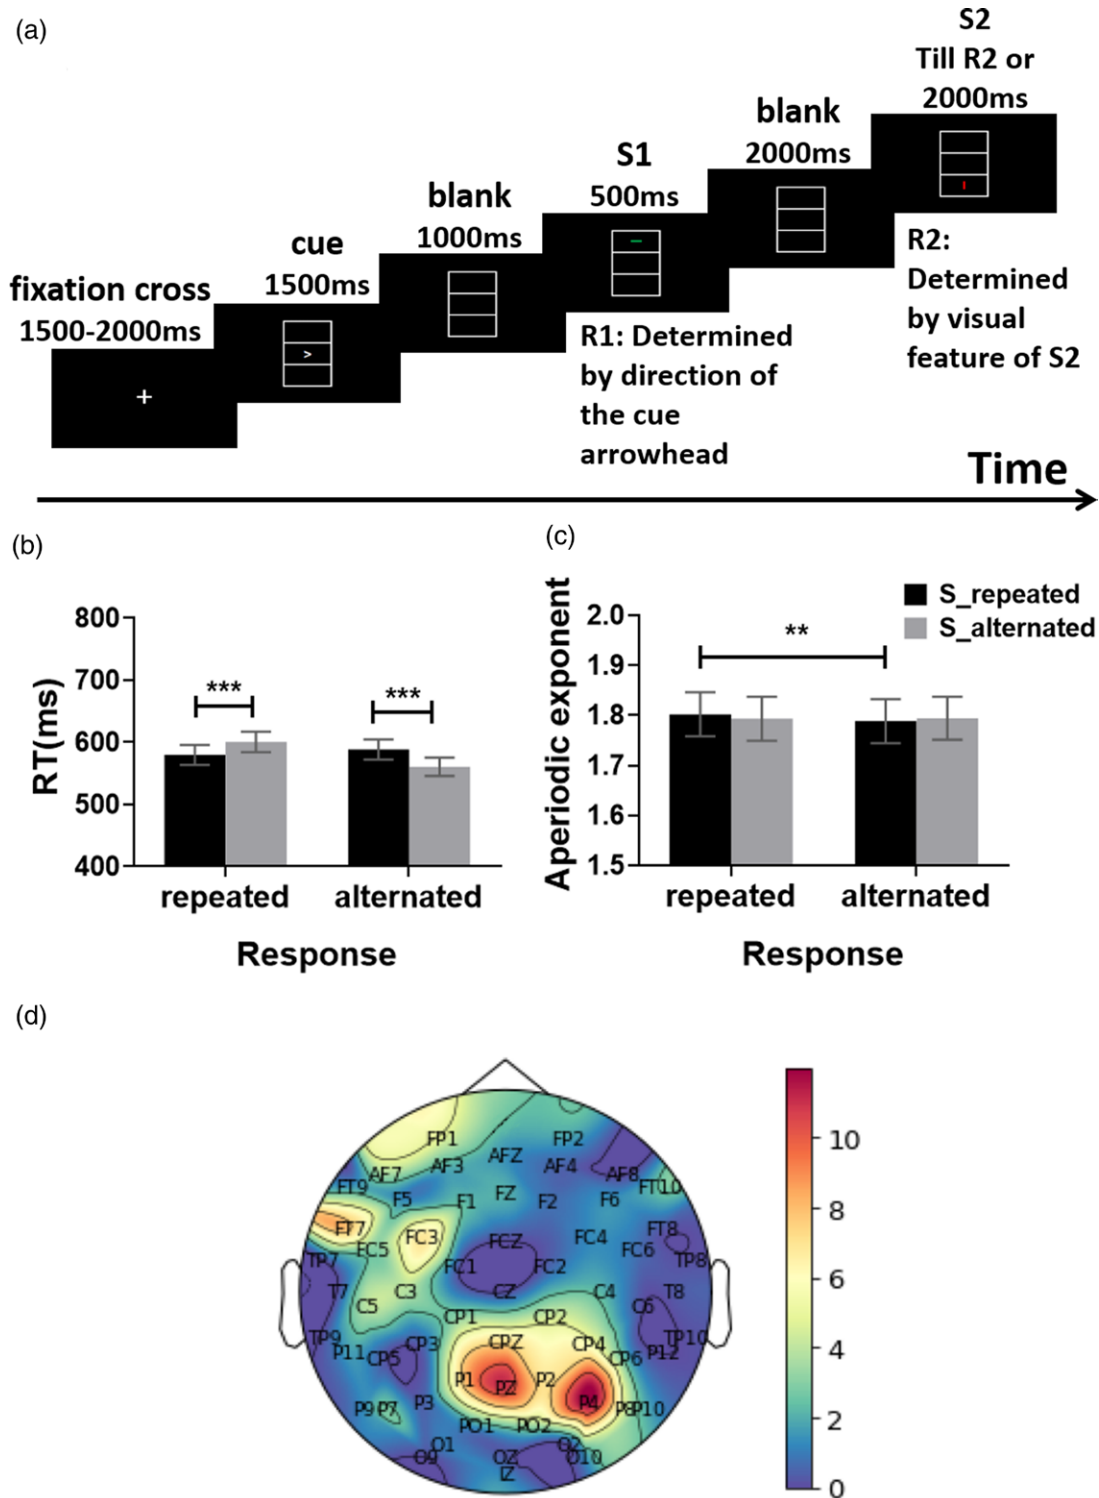 (a)
S2
Till R2 or
2000ms
blank
2000ms
S1
500ms
blank
1000ms
cue
1500ms
fixation cross
1500-2000ms
>
+
R1: Determined
by direction of
the cue
arrowhead
R2:
Determined
by visual
feature of S2
Time
(b)
800
700
600
500
400
RT(ms)
***
***
repeated
alternated
Response
(c)
2.0
1.9
1.8
1.7
1.6
1.5
Aperiodic exponent
**
S_repeated
S_alternated
repeated
alternated
Response
(d)
FP1 FP2
AFZ
AF7 AF3 AF4 AF8
FT9 FT10
F5 F1 FZ F2 F6
FT7 FC3 FCZ FC4 FT8
FC5 FC6
TP7 FC1 FC2 TP8
T7 C3 CZ C4 T8
C5 C6
CP1 CP2
TP9 CP3 CPZ CP4 TP10
P11 CP5 CP6 P12
P1 PZ P2
P9 P7 P3 P4 P8 P10
PO1 PO2
O1 O2
O9 OZ O10
IZ
10
8
6
4
2
0